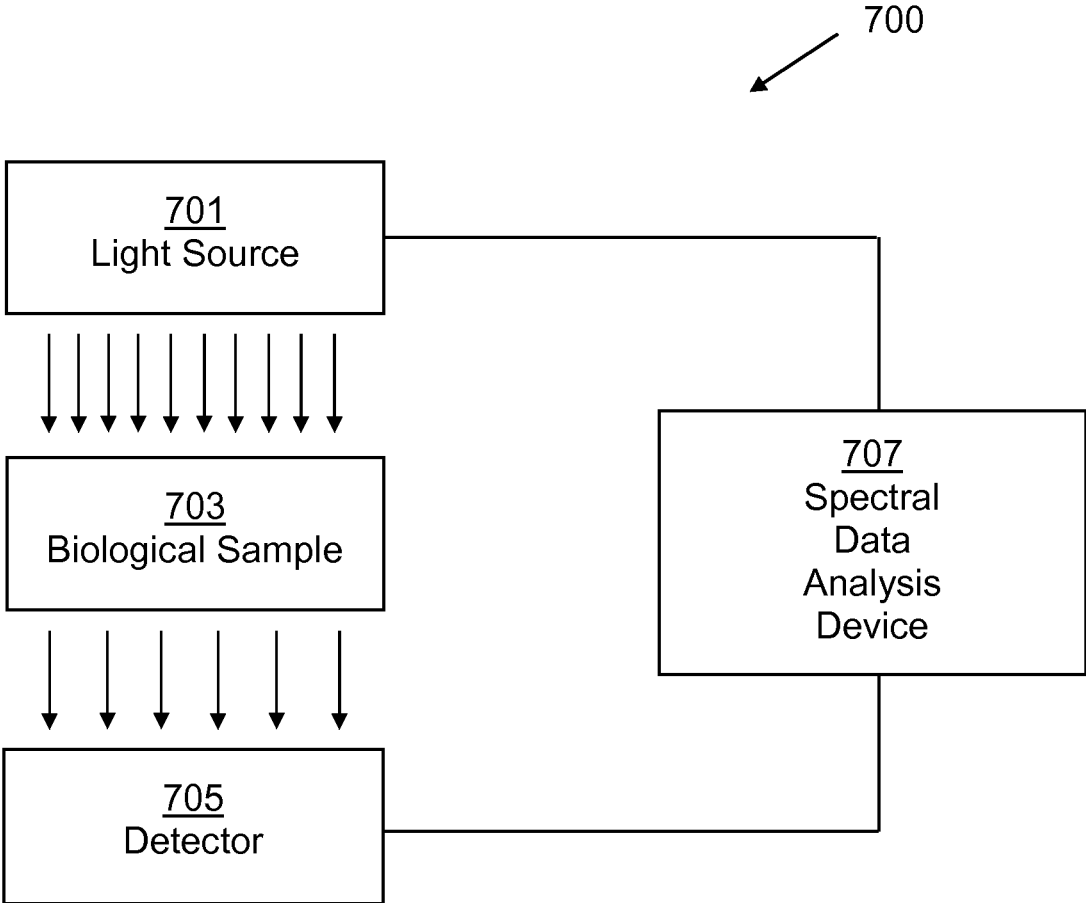 700
701
Light Source
703
Biological Sample
707
Spectral
Data
Analysis
Device
705
Detector